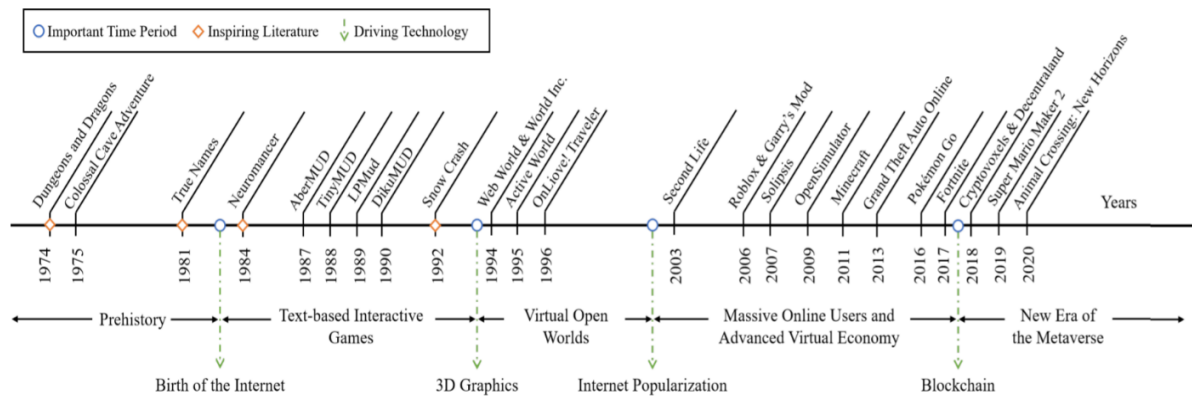 Important Time Period
Inspiring Literature
Driving Technology
Dungeons and Dragons
Colossal Cave Adventure
True Names
Neuromancer
AberMUD
TinyMUD
LPMud
DikuMUD
Snow Crash
Web World & World Inc.
Active World
OnLiove! Traveler
Second Life
Roblox & Garry's Mod
Solipsis
OpenSimulator
Minecraft
Grand Theft Auto Online
Pokémon Go
Fortnite
Cryptovoxels & Decentraland
Super Mario Maker 2
Animal Crossing: New Horizons
Years
1974
1975
1981
1984
1987
1988
1989
1990
1992
1994
1995
1996
2003
2006
2007
2009
2011
2013
2016
2017
2018
2019
2020
Prehistory
Text-based Interactive
Games
Virtual Open
Worlds
Massive Online Users and
Advanced Virtual Economy
New Era of
the Metaverse
Birth of the Internet
3D Graphics
Internet Popularization
Blockchain